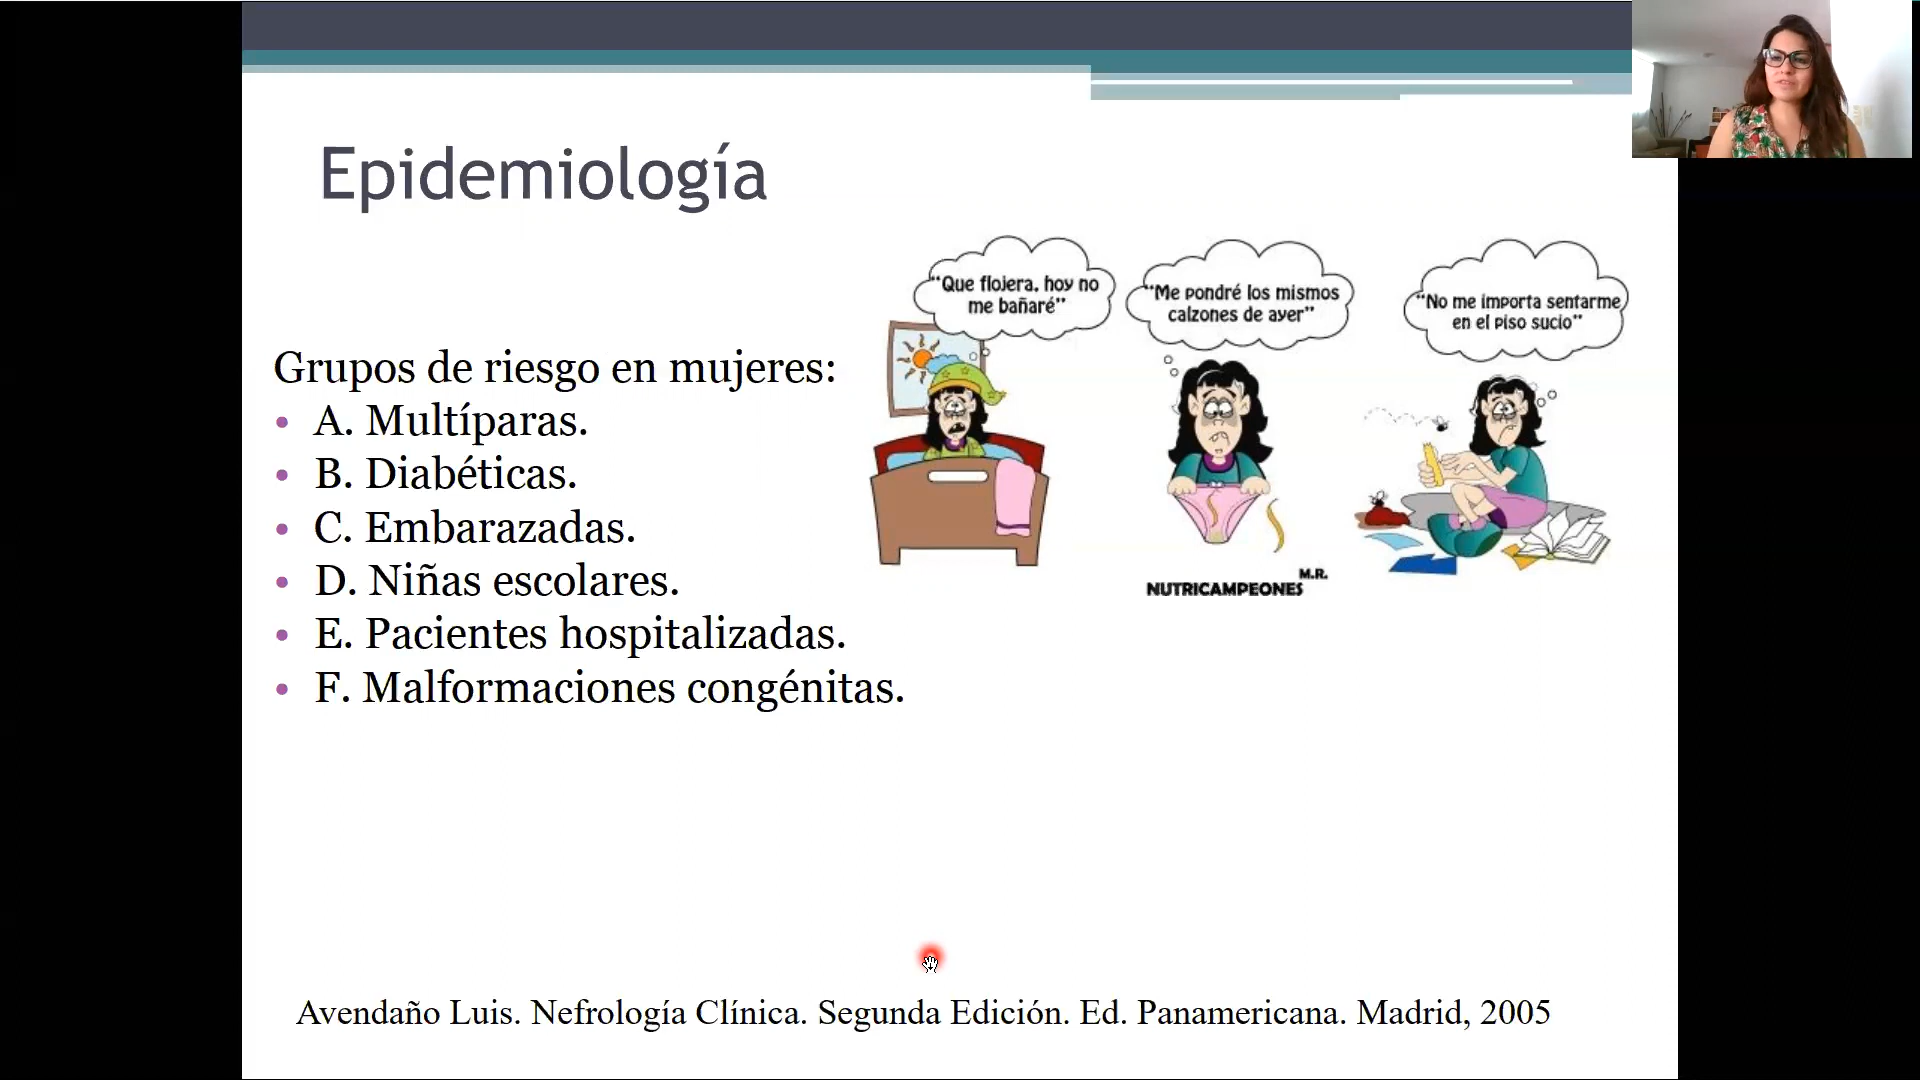 Epidemiología
“Que flojera, hoy no
me bañaré”
“Me pondré los mismos
calzones de ayer”
“No me importa sentarme
en el piso sucio”
NUTRICAMPEONES M.R.
Grupos de riesgo en mujeres:
• A. Multíparas.
• B. Diabéticas.
• C. Embarazadas.
• D. Niñas escolares.
• E. Pacientes hospitalizadas.
• F. Malformaciones congénitas.
Avendaño Luis. Nefrología Clínica. Segunda Edición. Ed. Panamericana. Madrid, 2005